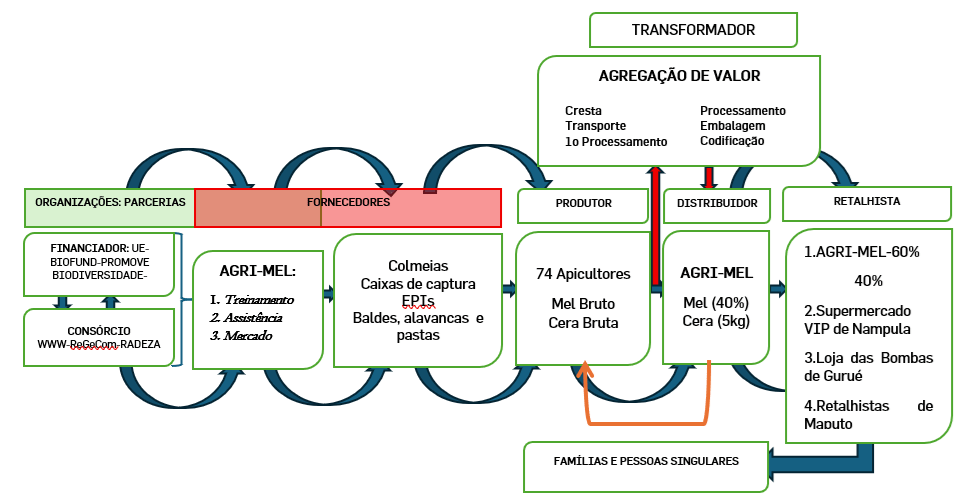 TRANSFORMADOR
AGREGAÇÃO DE VALOR
Cresta
Transporte
1o Processamento
Processamento
Embalagem
Codificação
ORGANIZAÇÕES: PARCERIAS
FORNECEDORES
PRODUTOR
DISTRIBUIDOR
RETALHISTA
FINANCIADOR: UE-
BIOFUND-PROMOVE
BIODIVERSIDADE-
CONSÓRCIO
WWW-ReGeCom-RADEZA
AGRI-MEL:
1. Treinamento
2. Assistência
3. Mercado
Colmeias
Caixas de captura
EPIs
Baldes, alavancas e
pastas
74 Apicultores
Mel Bruto
Cera Bruta
AGRI-MEL
Mel (40%)
Cera (5kg)
1.AGRI-MEL-60%
40%
2.Supermercado
VIP de Nampula
3.Loja das Bombas
de Gurué
4.Retalhistas de
Maputo
FAMÍLIAS E PESSOAS SINGULARES